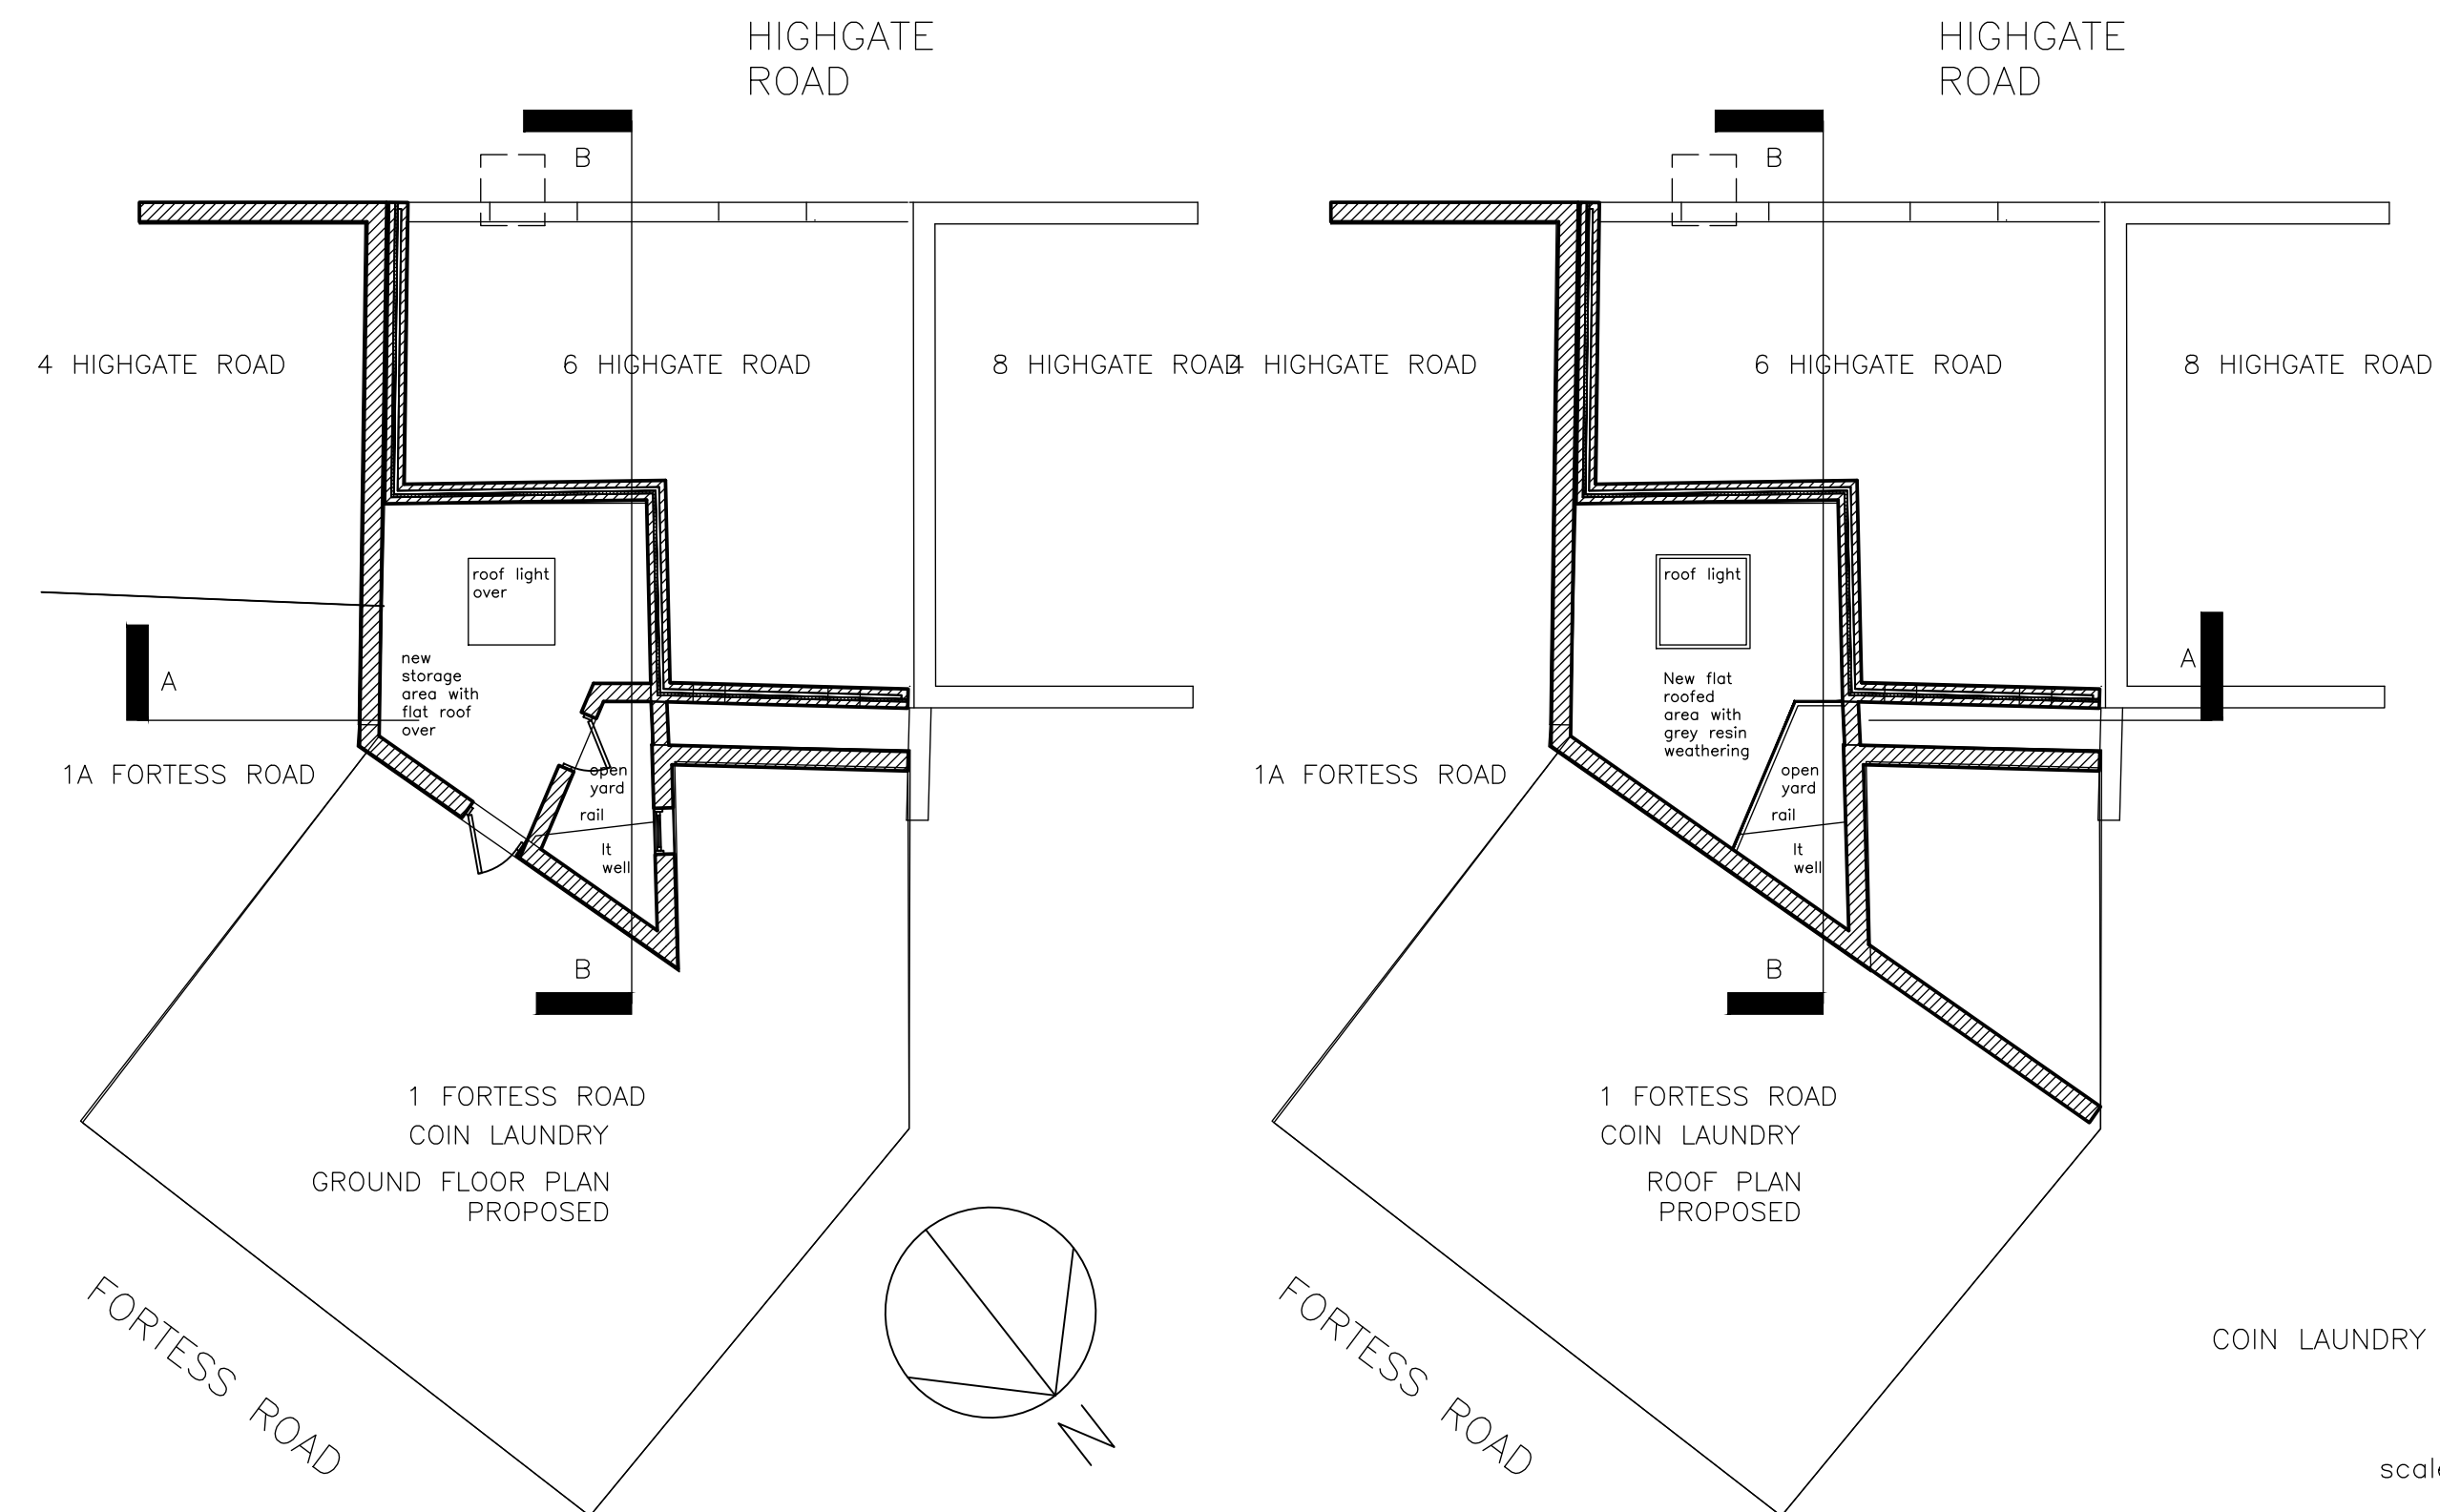 HIGHGATE
ROAD
B
4 HIGHGATE ROAD
6 HIGHGATE ROAD
8 HIGHGATE ROAD
roof light
over
new
storage
area with
flat roof
over
A
1A FORTESS ROAD
open
yard
rail
lt
well
B
1 FORTESS ROAD
COIN LAUNDRY
GROUND FLOOR PLAN
PROPOSED
FORTESS ROAD
N
HIGHGATE
ROAD
B
4 HIGHGATE ROAD
6 HIGHGATE ROAD
8 HIGHGATE ROAD
roof light
New flat
roofed
area with
grey resin
weathering
A
1A FORTESS ROAD
open
yard
rail
lt
well
B
1 FORTESS ROAD
COIN LAUNDRY
ROOF PLAN
PROPOSED
FORTESS ROAD
COIN LAUNDRY